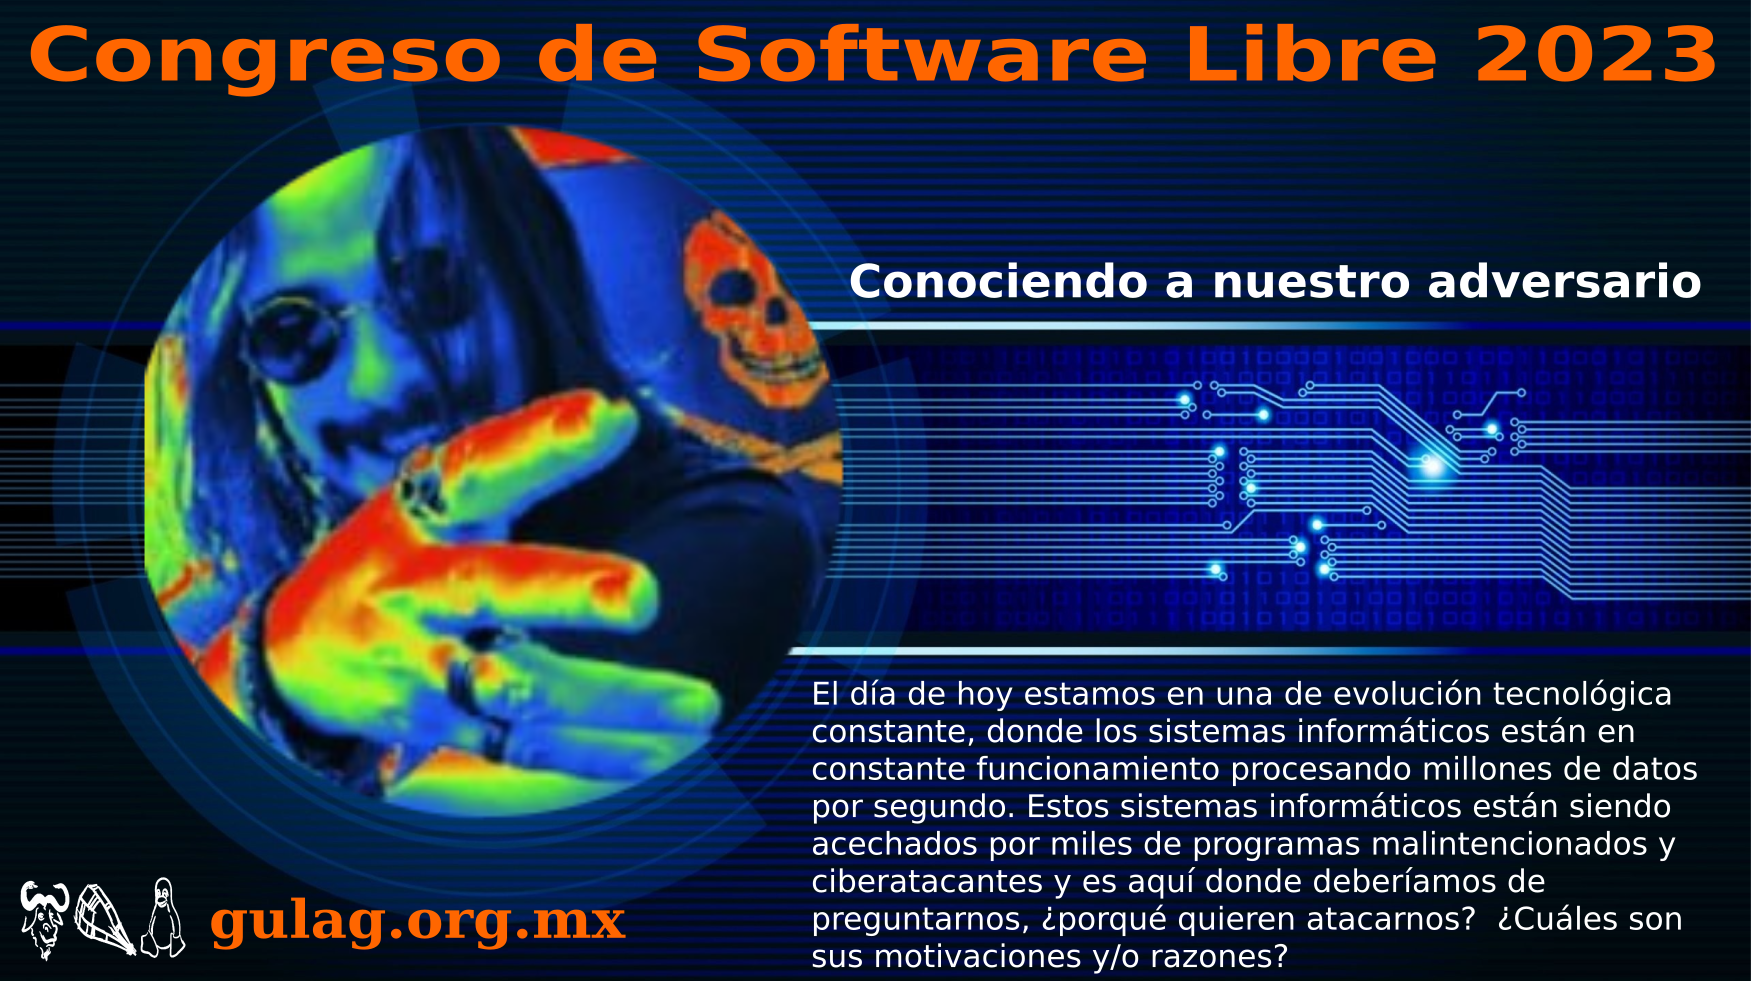 Congreso de Software Libre 2023
Conociendo a nuestro adversario
El día de hoy estamos en una de evolución tecnológica
constante, donde los sistemas informáticos están en
constante funcionamiento procesando millones de datos
por segundo. Estos sistemas informáticos están siendo
acechados por miles de programas malintencionados y
ciberatacantes y es aquí donde deberíamos de
preguntarnos, ¿porqué quieren atacarnos?  ¿Cuáles son
sus motivaciones y/o razones?
gulag.org.mx